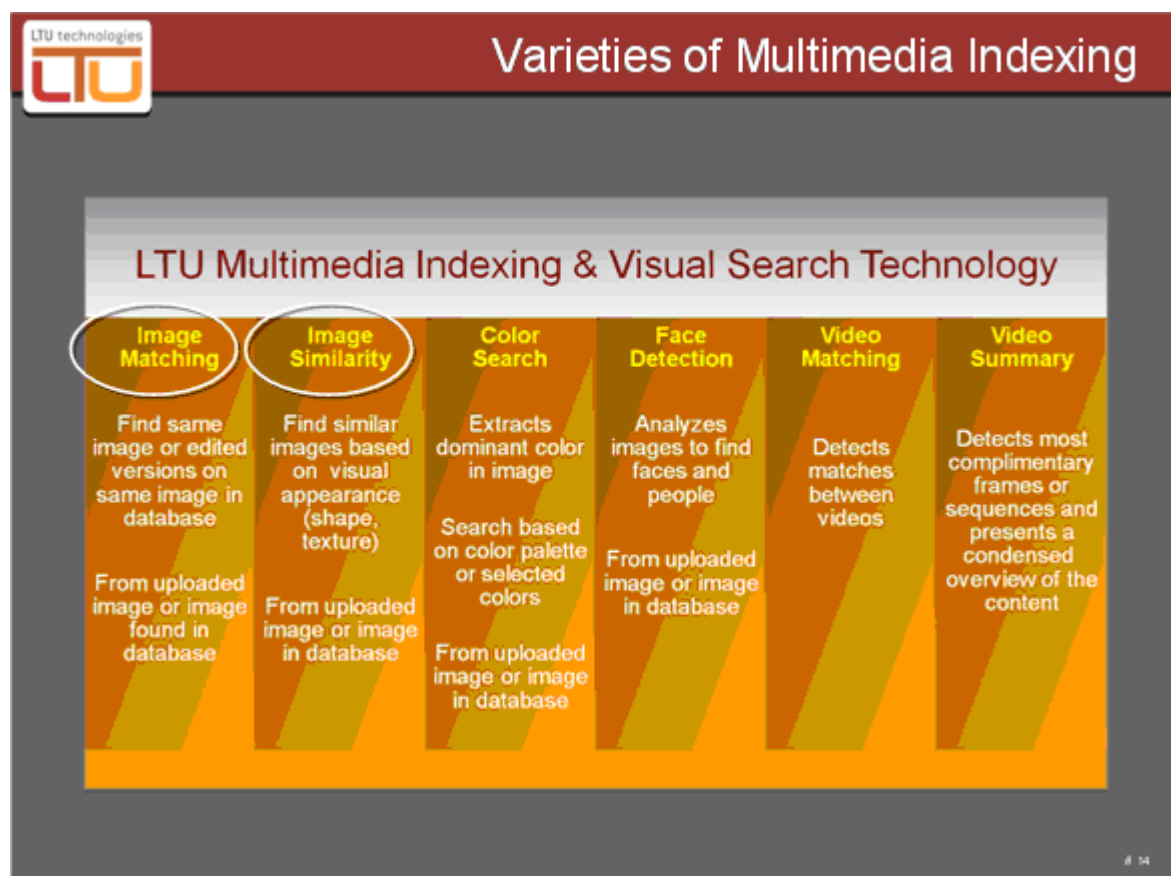 LTU technologies
LTU
Varieties of Multimedia Indexing
LTU Multimedia Indexing & Visual Search Technology
Image
Matching
Find same
image or edited
versions on
same image in
database
From uploaded
image or image
found in
database
Image
Similarity
Find similar
images based
on visual
appearance
(shape,
texture)
From uploaded
image or image
in database
Color
Search
Extracts
dominant color
in image
Search based
on color palette
or selected
colors
From uploaded
image or image
in database
Face
Detection
Analyzes
images to find
faces and
people
From uploaded
image or image
in database
Video
Matching
Detects
matches
between
videos
Video
Summary
Detects most
complimentary
frames or
sequences and
presents a
condensed
overview of the
content
14